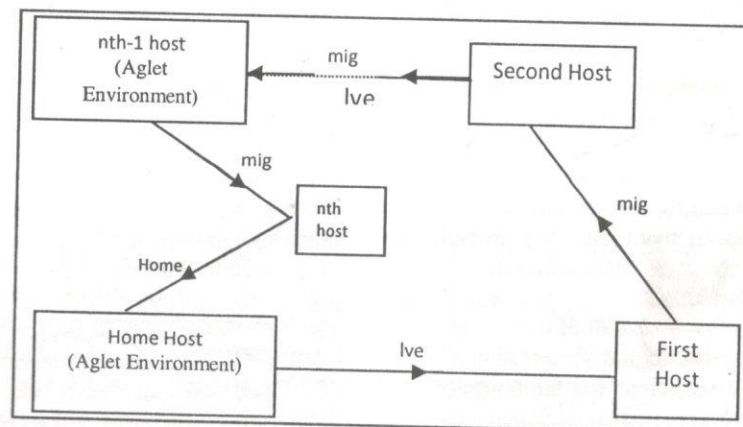 nth-1 host
(Aglet
Environment)
mig
lve
Second Host
mig
nth
host
mig
Home
Home Host
(Aglet Environment)
lve
First
Host